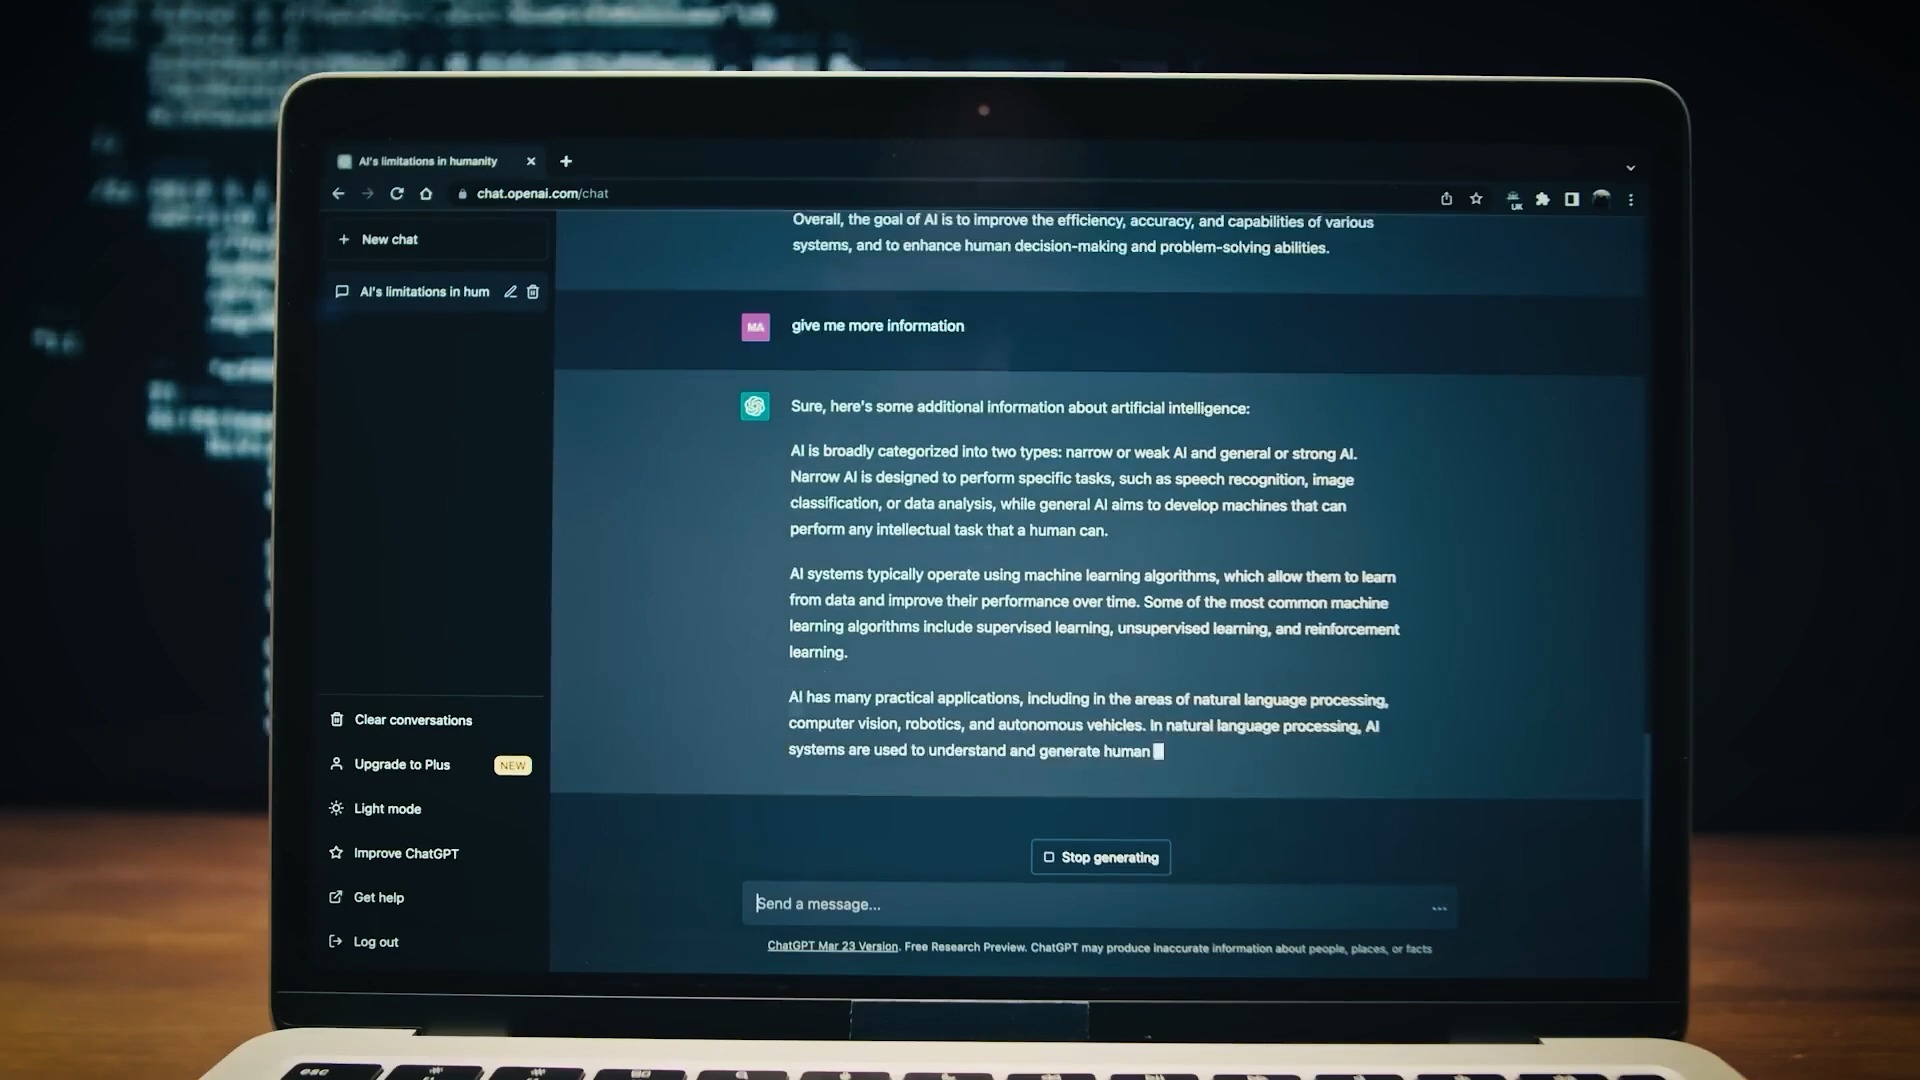 AI's limitations in humanity
chat.openai.com/chat
UK
New chat
AI's limitations in hum
Clear conversations
Upgrade to Plus NEW
Light mode
Improve ChatGPT
Get help
Log out
Overall, the goal of AI is to improve the efficiency, accuracy, and capabilities of various
systems, and to enhance human decision-making and problem-solving abilities.
MA give me more information
Sure, here's some additional information about artificial intelligence:
AI is broadly categorized into two types: narrow or weak AI and general or strong AI.
Narrow AI is designed to perform specific tasks, such as speech recognition, image
classification, or data analysis, while general AI aims to develop machines that can
perform any intellectual task that a human can.
AI systems typically operate using machine learning algorithms, which allow them to learn
from data and improve their performance over time. Some of the most common machine
learning algorithms include supervised learning, unsupervised learning, and reinforcement
learning.
AI has many practical applications, including in the areas of natural language processing,
computer vision, robotics, and autonomous vehicles. In natural language processing, AI
systems are used to understand and generate human
Stop generating
Send a message...
ChatGPT Mar 23 Version. Free Research Preview. ChatGPT may produce inaccurate information about people, places, or facts
esc